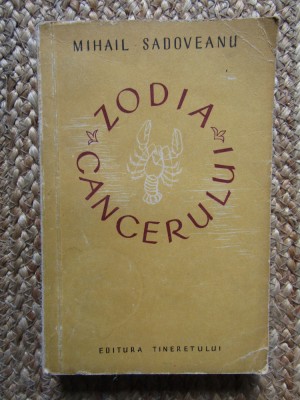 MIHAIL SADOVEANU
ZODIA
CANCERULUI
EDITURA TINERETULUI